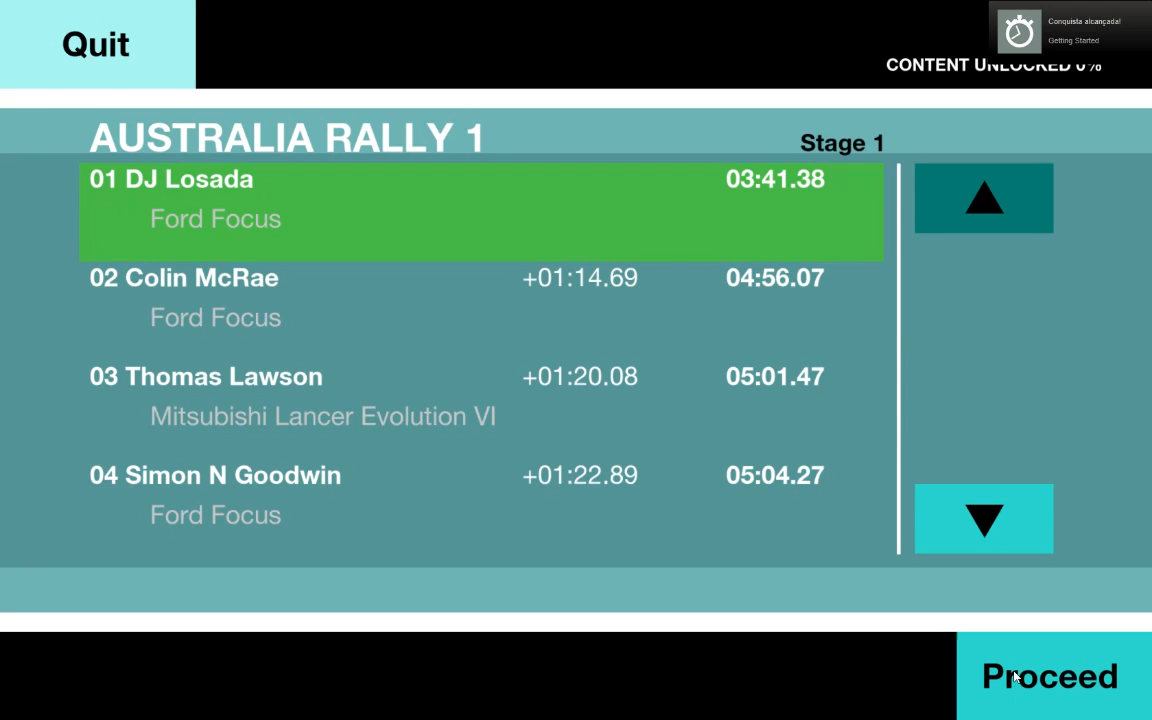 Quit
Conquista alcançada!
Getting Started
CONTENT UNLOCKED 0%
AUSTRALIA RALLY 1
Stage 1
01 DJ Losada 03:41.38
Ford Focus
02 Colin McRae +01:14.69 04:56.07
Ford Focus
03 Thomas Lawson +01:20.08 05:01.47
Mitsubishi Lancer Evolution VI
04 Simon N Goodwin +01:22.89 05:04.27
Ford Focus
Proceed